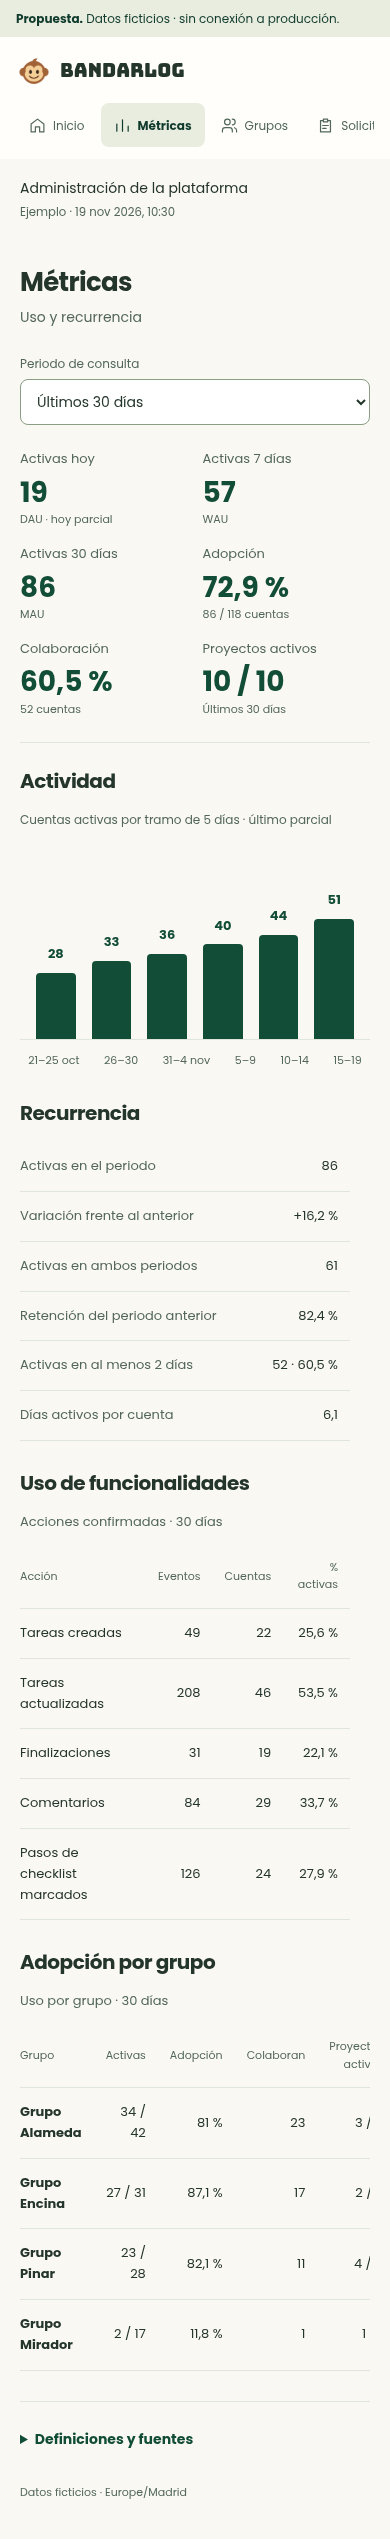 Propuesta. Datos ficticios · sin conexión a producción.
BANDARLOG
Inicio Métricas Grupos Solicit
Administración de la plataforma
Ejemplo · 19 nov 2026, 10:30
Métricas
Uso y recurrencia
Periodo de consulta
Últimos 30 días
Activas hoy Activas 7 días
19 57
DAU · hoy parcial WAU
Activas 30 días Adopción
86 72,9 %
MAU 86 / 118 cuentas
Colaboración Proyectos activos
60,5 % 10 / 10
52 cuentas Últimos 30 días
Actividad
Cuentas activas por tramo de 5 días · último parcial
28 33 36 40 44 51
21–25 oct 26–30 31–4 nov 5–9 10–14 15–19
Recurrencia
Activas en el periodo 86
Variación frente al anterior +16,2 %
Activas en ambos periodos 61
Retención del periodo anterior 82,4 %
Activas en al menos 2 días 52 · 60,5 %
Días activos por cuenta 6,1
Uso de funcionalidades
Acciones confirmadas · 30 días
Acción Eventos Cuentas %
activas
Tareas creadas 49 22 25,6 %
Tareas
actualizadas 208 46 53,5 %
Finalizaciones 31 19 22,1 %
Comentarios 84 29 33,7 %
Pasos de
checklist 126 24 27,9 %
marcados
Adopción por grupo
Uso por grupo · 30 días
Grupo Activas Adopción Colaboran Proyect
activ
Grupo
Alameda 34 /
42 81 % 23 3 /
Grupo
Encina 27 / 31 87,1 % 17 2 /
Grupo
Pinar 23 /
28 82,1 % 11 4 /
Grupo
Mirador 2 / 17 11,8 % 1 1
Definiciones y fuentes
Datos ficticios · Europe/Madrid